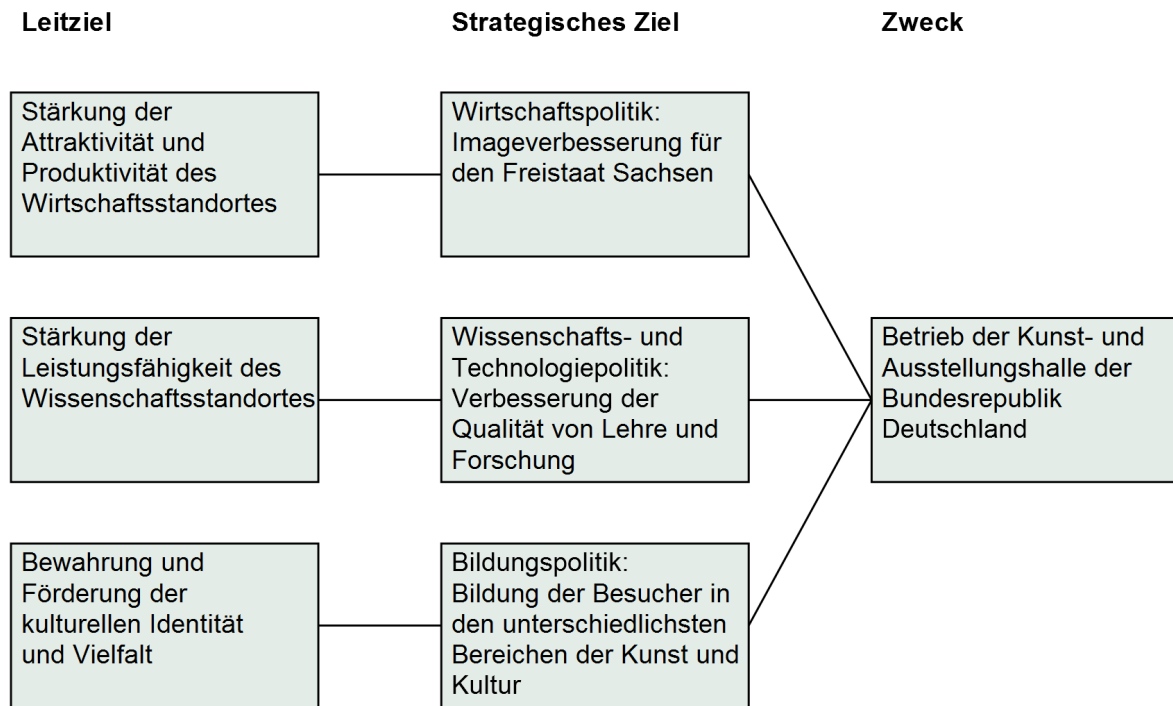 Leitziel
Strategisches Ziel
Zweck
Stärkung der
Attraktivität und
Produktivität des
Wirtschaftsstandortes
Wirtschaftspolitik:
Imageverbesserung für
den Freistaat Sachsen
Stärkung der
Leistungsfähigkeit des
Wissenschaftsstandortes
Wissenschafts- und
Technologiepolitik:
Verbesserung der
Qualität von Lehre und
Forschung
Betrieb der Kunst- und
Ausstellungshalle der
Bundesrepublik
Deutschland
Bewahrung und
Förderung der
kulturellen Identität
und Vielfalt
Bildungspolitik:
Bildung der Besucher in
den unterschiedlichsten
Bereichen der Kunst und
Kultur